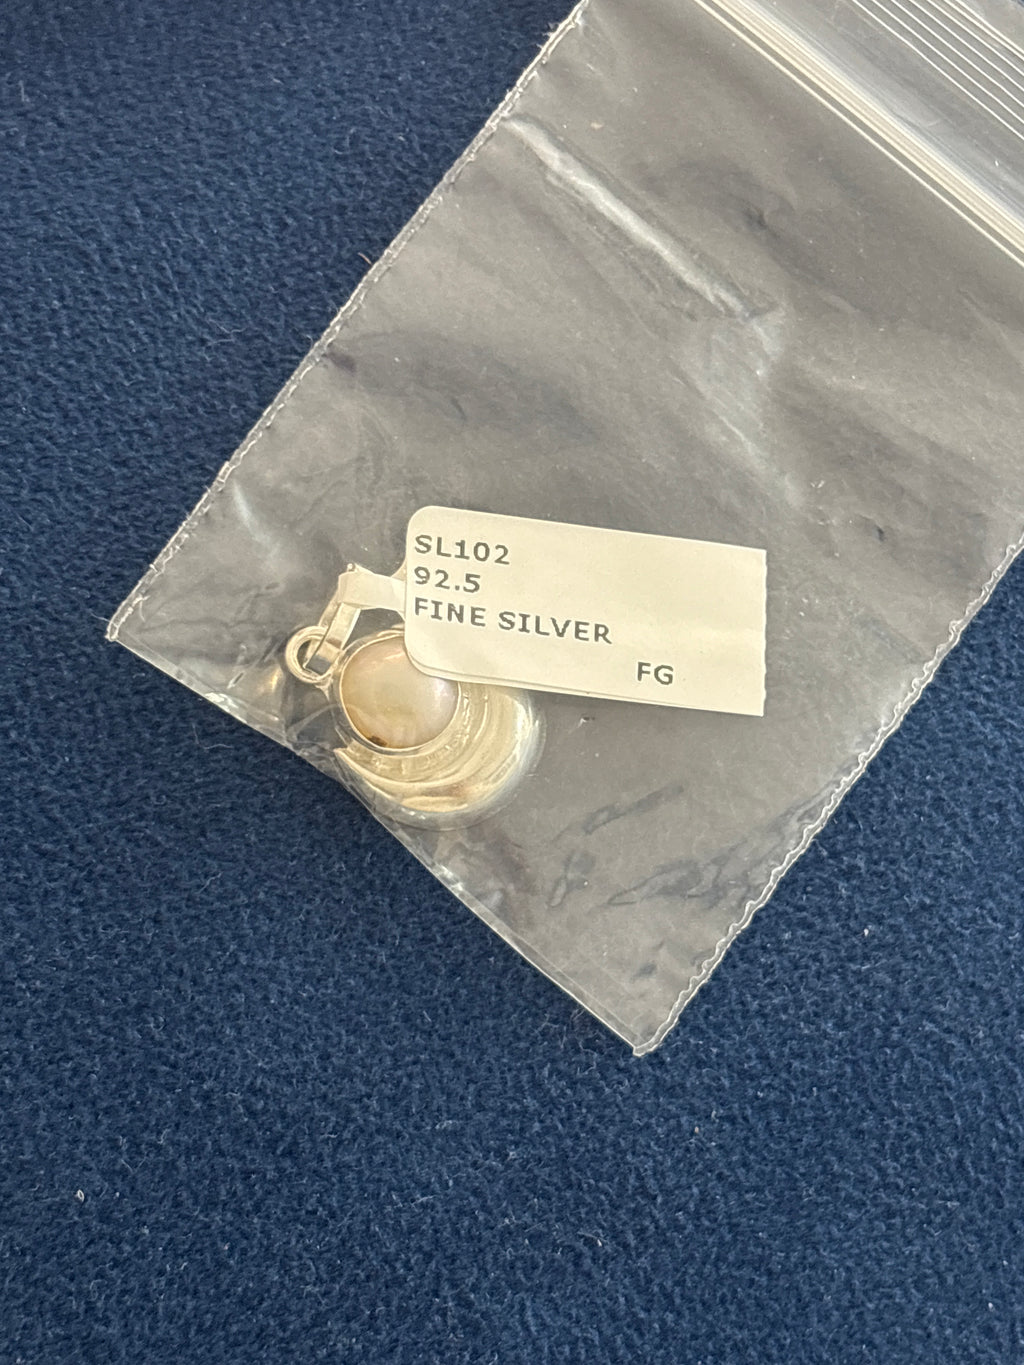 SL102
92.5
FINE SILVER
FG